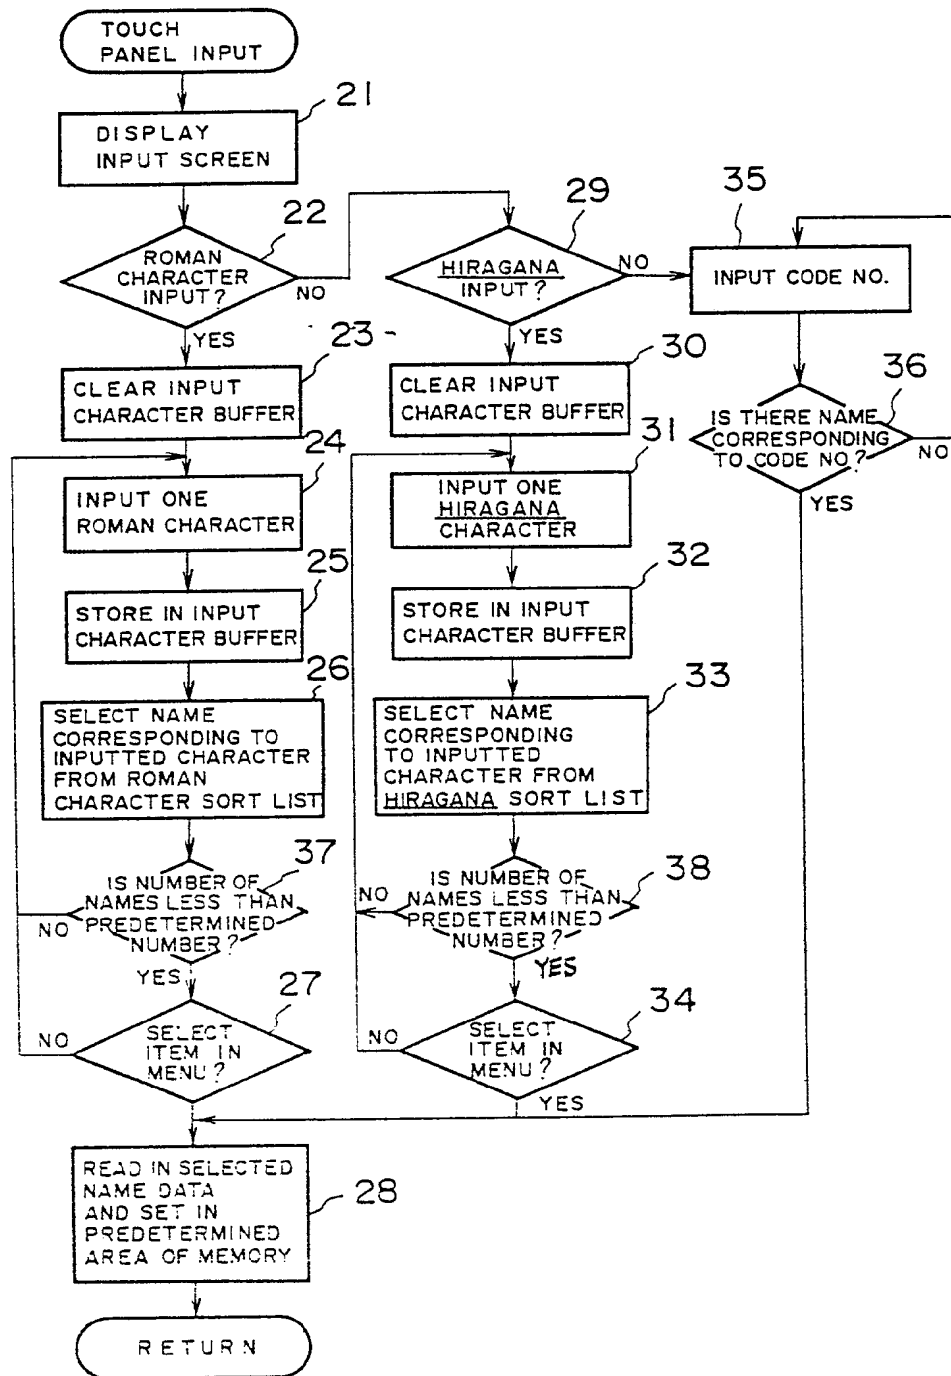 TOUCH
PANEL INPUT
21
DISPLAY
INPUT SCREEN
22
ROMAN
CHARACTER
INPUT?
NO
YES
23
CLEAR INPUT
CHARACTER BUFFER
24
INPUT ONE
ROMAN CHARACTER
25
STORE IN INPUT
CHARACTER BUFFER
26
SELECT NAME
CORRESPONDING TO
INPUTTED CHARACTER
FROM ROMAN
CHARACTER SORT LIST
37
IS NUMBER OF
NAMES LESS THAN
PREDETERMINED
NUMBER?
NO
YES
27
NO
SELECT
ITEM IN
MENU?
29
HIRAGANA
INPUT?
NO
YES
30
CLEAR INPUT
CHARACTER BUFFER
31
INPUT ONE
HIRAGANA
CHARACTER
32
STORE IN INPUT
CHARACTER BUFFER
33
SELECT NAME
CORRESPONDING
TO INPUTTED
CHARACTER FROM
HIRAGANA SORT LIST
38
IS NUMBER OF
NAMES LESS THAN
PREDETERMINED
NUMBER?
NO
YES
34
NO
SELECT
ITEM IN
MENU?
YES
35
INPUT CODE NO.
36
IS THERE NAME
CORRESPONDING
TO CODE NO?
NO
YES
28
READ IN SELECTED
NAME DATA
AND SET IN
PREDETERMINED
AREA OF MEMORY
RETURN